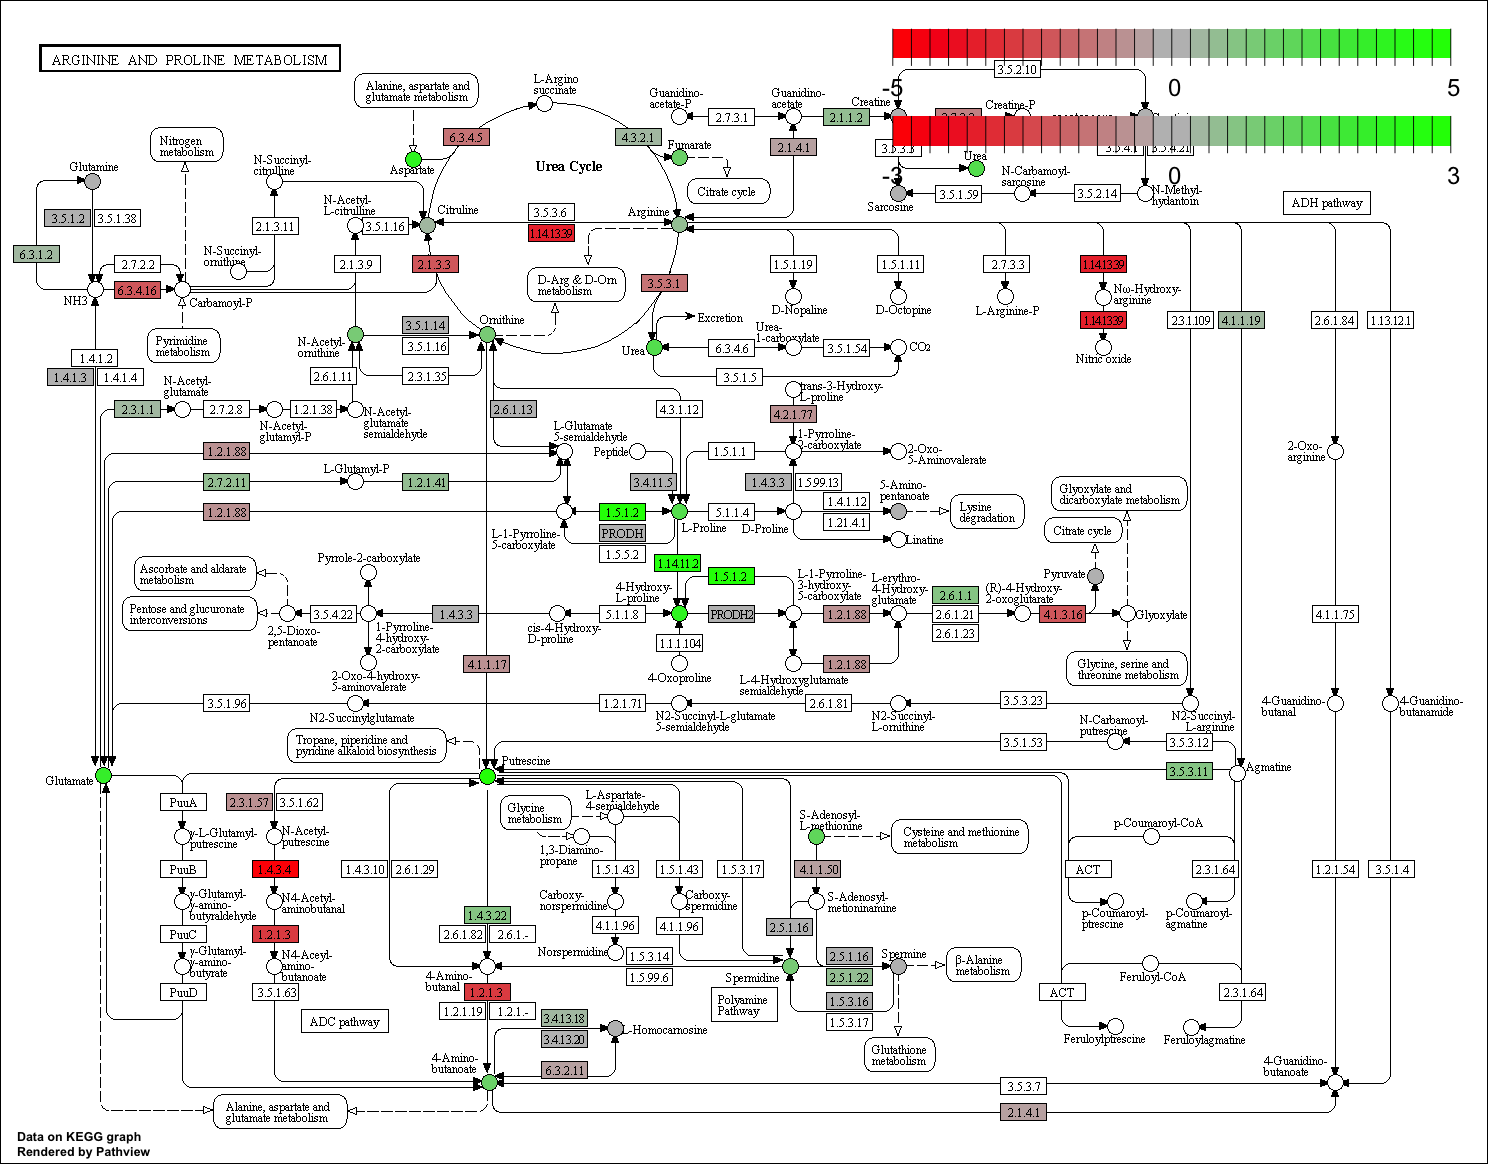 ARGININE AND PROLINE METABOLISM
-5
0
5
-3
0
3
3.5.2.10
Alanine, aspartate and
glutamate metabolism
L-Argino
succinate
Guanidino-
acetate-P
2.7.3.1
Guanidino-
acetate
2.1.1.2
Creatine
Creatine-P
6.3.4.5
4.3.2.1
Fumarate
Citrate cycle
2.1.4.1
Urea Cycle
Nitrogen
metabolism
Aspartate
Urea
Glutamine
N-Succinyl-
citrulline
N-Carbamoyl-
sarcosine
3.5.1.59
3.5.2.14
Sarcosine
N-Methyl-
hydantoin
ADH pathway
N-Acetyl-
L-citrulline
Citruline
Arginine
3.5.1.2
3.5.1.38
2.1.3.11
3.5.1.16
3.5.3.6
1.14.13.39
6.3.1.2
N-Succinyl-
ornithine
2.7.2.2
2.1.3.9
2.1.3.3
D-Arg & D-Orn
metabolism
3.5.3.1
1.5.1.19
1.5.1.11
2.7.3.3
1.14.13.39
NH3
6.3.4.16
Carbamoyl-P
D-Nopaline
D-Octopine
L-Arginine-P
Nω-Hydroxy-
arginine
1.14.13.39
Nitric oxide
2.3.1.109
4.1.1.19
2.6.1.84
1.13.12.1
Pyrimidine
metabolism
N-Acetyl-
ornithine
3.5.1.14
3.5.1.16
Ornithine
Excretion
Urea
6.3.4.6
Urea-
1-carboxylate
3.5.1.54
CO2
3.5.1.5
1.4.1.2
1.4.1.3
1.4.1.4
2.6.1.11
2.3.1.35
N-Acetyl-
glutamate
2.3.1.1
2.7.2.8
N-Acetyl-
glutamyl-P
1.2.1.38
N-Acetyl-
glutamate
semialdehyde
2.6.1.13
4.3.1.12
trans-3-Hydroxy-
L-proline
4.2.1.77
1.2.1.88
L-Glutamate
5-semialdehyde
Peptide
1.5.1.1
1-Pyrroline-
2-carboxylate
2-Oxo-
5-Aminovalerate
2-Oxo-
arginine
L-Glutamyl-P
2.7.2.11
1.2.1.41
3.4.11.5
1.4.3.3
1.5.99.13
5-Amino-
pentanoate
1.2.1.88
L-1-Pyrroline-
5-carboxylate
1.5.1.2
PRODH
1.5.5.2
L-Proline
5.1.1.4
D-Proline
1.4.1.12
1.21.4.1
Lysine
degradation
Linatine
Glyoxylate and
dicarboxylate metabolism
Citrate cycle
Ascorbate and aldarate
metabolism
Pyrrole-2-carboxylate
1.14.11.2
1.5.1.2
L-1-Pyrroline-
3-hydroxy-
5-carboxylate
L-erythro-
4-Hydroxy-
glutamate
2.6.1.1
2.6.1.21
2.6.1.23
(R)-4-Hydroxy-
2-oxoglutarate
Pyruvate
Pentose and glucuronate
interconversions
2,5-Dioxo-
pentanoate
3.5.4.22
1-Pyrroline-
4-hydroxy-
2-carboxylate
1.4.3.3
cis-4-Hydroxy-
D-proline
5.1.1.8
4-Hydroxy-
L-proline
PRODH2
1.2.1.88
4.1.3.16
Glyoxylate
4.1.1.75
4.1.1.17
1.1.1.104
4-Oxoproline
L-4-Hydroxyglutamate
semialdehyde
1.2.1.88
Glycine, serine and
threonine metabolism
2-Oxo-4-hydroxy-
5-aminovalerate
3.5.1.96
N2-Succinylglutamate
1.2.1.71
N2-Succinyl-L-glutamate
5-semialdehyde
2.6.1.81
N2-Succinyl-
L-ornithine
3.5.3.23
N2-Succinyl-
L-arginine
4-Guanidino-
butanal
4-Guanidino-
butanamide
Tropane, piperidine and
pyridine alkaloid biosynthesis
3.5.1.53
N-Carbamoyl-
putrescine
3.5.3.12
Glutamate
Putrescine
3.5.3.11
Agmatine
PuuA
2.3.1.57
3.5.1.62
γ-L-Glutamyl-
putrescine
N-Acetyl-
putrescine
Glycine
metabolism
L-Aspartate-
4-semialdehyde
1,3-Diamino-
propane
S-Adenosyl-
L-methionine
Cysteine and methionine
metabolism
p-Coumaroyl-CoA
PuuB
1.4.3.4
1.4.3.10
2.6.1.29
1.5.1.43
1.5.1.43
1.5.3.17
4.1.1.50
ACT
2.3.1.64
1.2.1.54
3.5.1.4
γ-Glutamyl-
γ-amino-
butyraldehyde
N4-Acetyl-
aminobutanal
Carboxy-
norspermidine
Carboxy-
spermidine
S-Adenosyl-
metioninamine
p-Coumaroyl-
ptrescine
p-Coumaroyl-
agmatine
PuuC
1.2.1.3
1.4.3.22
2.6.1.82
2.6.1.-
4.1.1.96
4.1.1.96
2.5.1.16
γ-Glutamyl-
γ-amino-
butyrate
N4-Aceyl-
amino-
butanoate
Norspermidine
1.5.3.14
1.5.99.6
4-Amino-
butanal
Spermidine
2.5.1.16
2.5.1.22
1.5.3.16
1.5.3.17
Spermine
β-Alanine
metabolism
Feruloyl-CoA
PuuD
3.5.1.63
1.2.1.3
1.2.1.19
1.2.1.-
Polyamine
Pathway
ACT
2.3.1.64
ADC pathway
3.4.13.18
3.4.13.20
L-Homocarnosine
Glutathione
metabolism
Feruloylptrescine
Feruloylagmatine
4-Amino-
butanoate
6.3.2.11
4-Guanidino-
butanoate
3.5.3.7
2.1.4.1
Alanine, aspartate and
glutamate metabolism
Data on KEGG graph
Rendered by Pathview